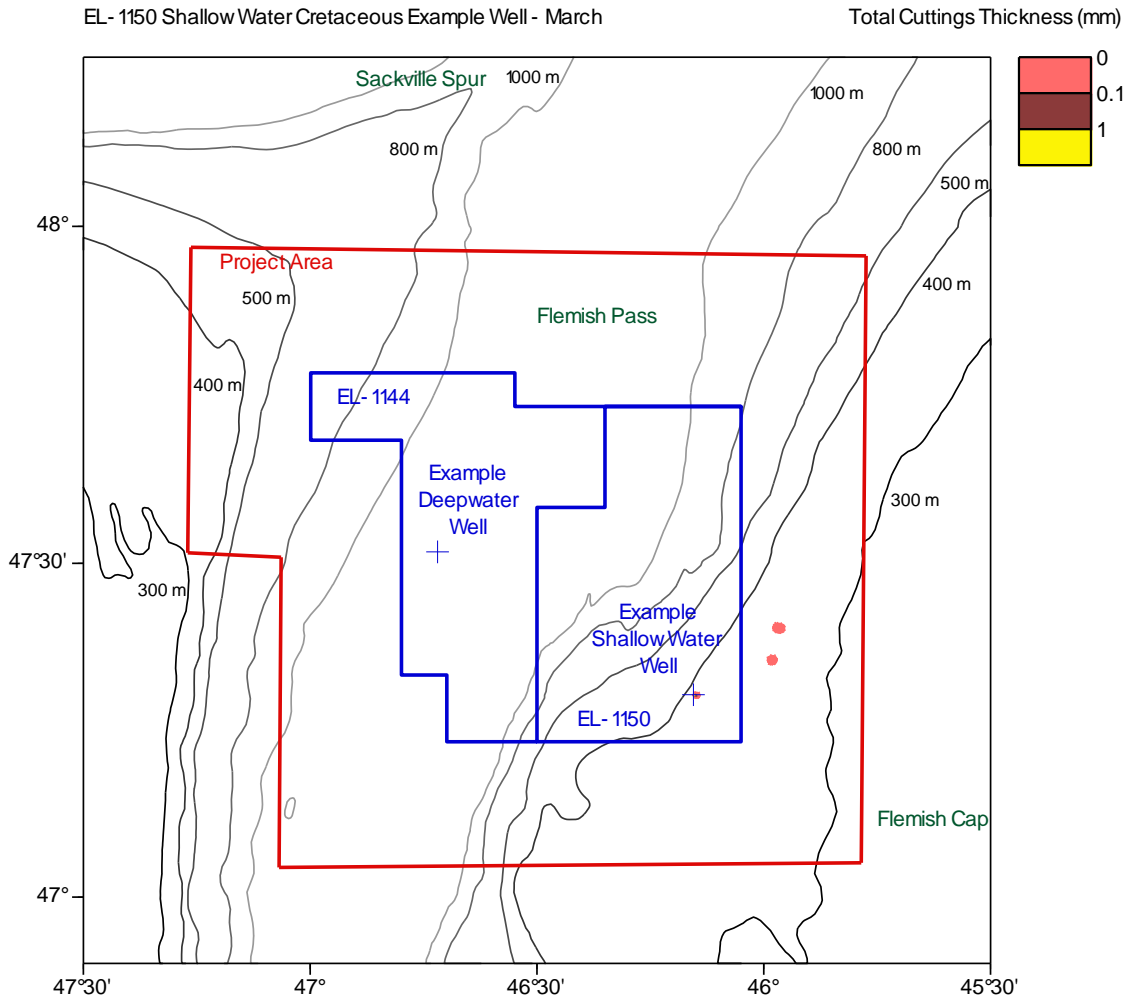 EL- 1150 Shallow Water Cretaceous Example Well - March
Total Cuttings Thickness (mm)
0
0.1
1
Sackville Spur
1000 m
1000 m
800 m
800 m
500 m
48°
Project Area
500 m
400 m
Flemish Pass
400 m
EL- 1144
Example
Deepwater
Well
300 m
47°30'
300 m
Example
Shallow Water
Well
EL- 1150
Flemish Cap
47°
47°30'
47°
46°30'
46°
45°30'